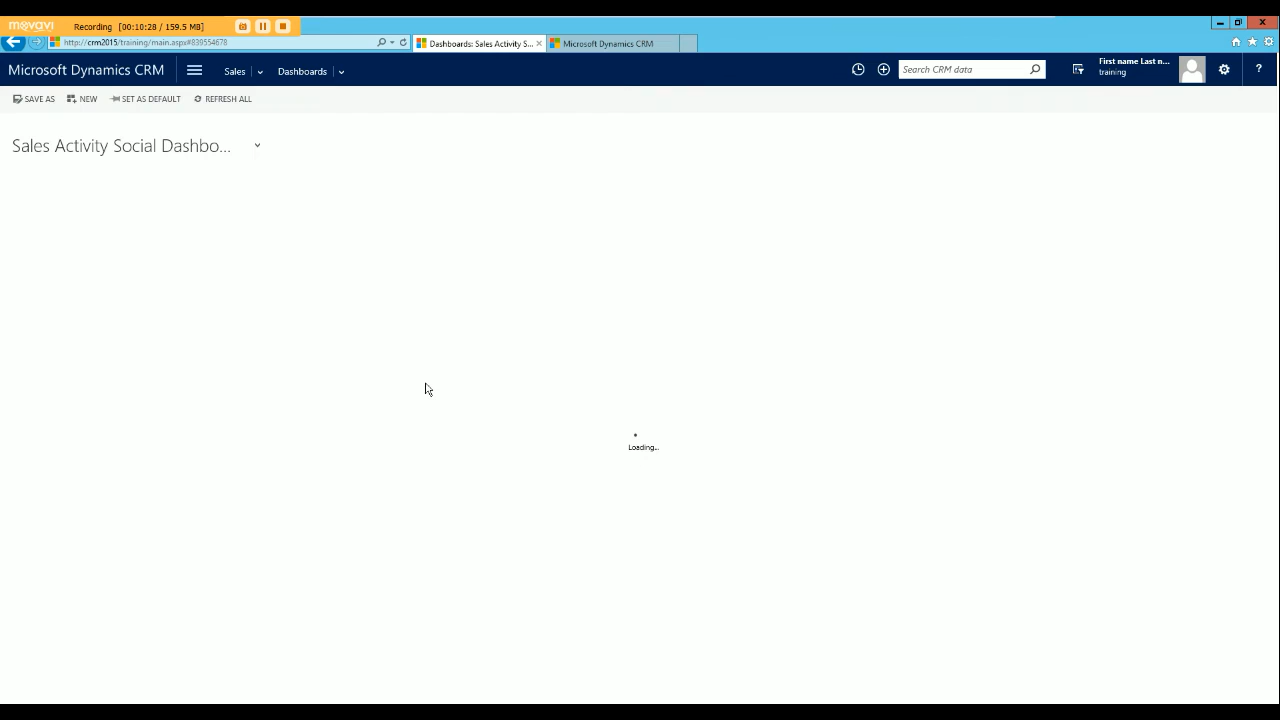 movavi Recording [00:10:28 / 159.5 MB]
http://crm2015/training/main.aspx#839554678
Dashboards: Sales Activity S...
Microsoft Dynamics CRM
Microsoft Dynamics CRM
Sales
Dashboards
Search CRM data
First name Last n...
training
?
SAVE AS
NEW
SET AS DEFAULT
REFRESH ALL
Sales Activity Social Dashbo...
Loading...